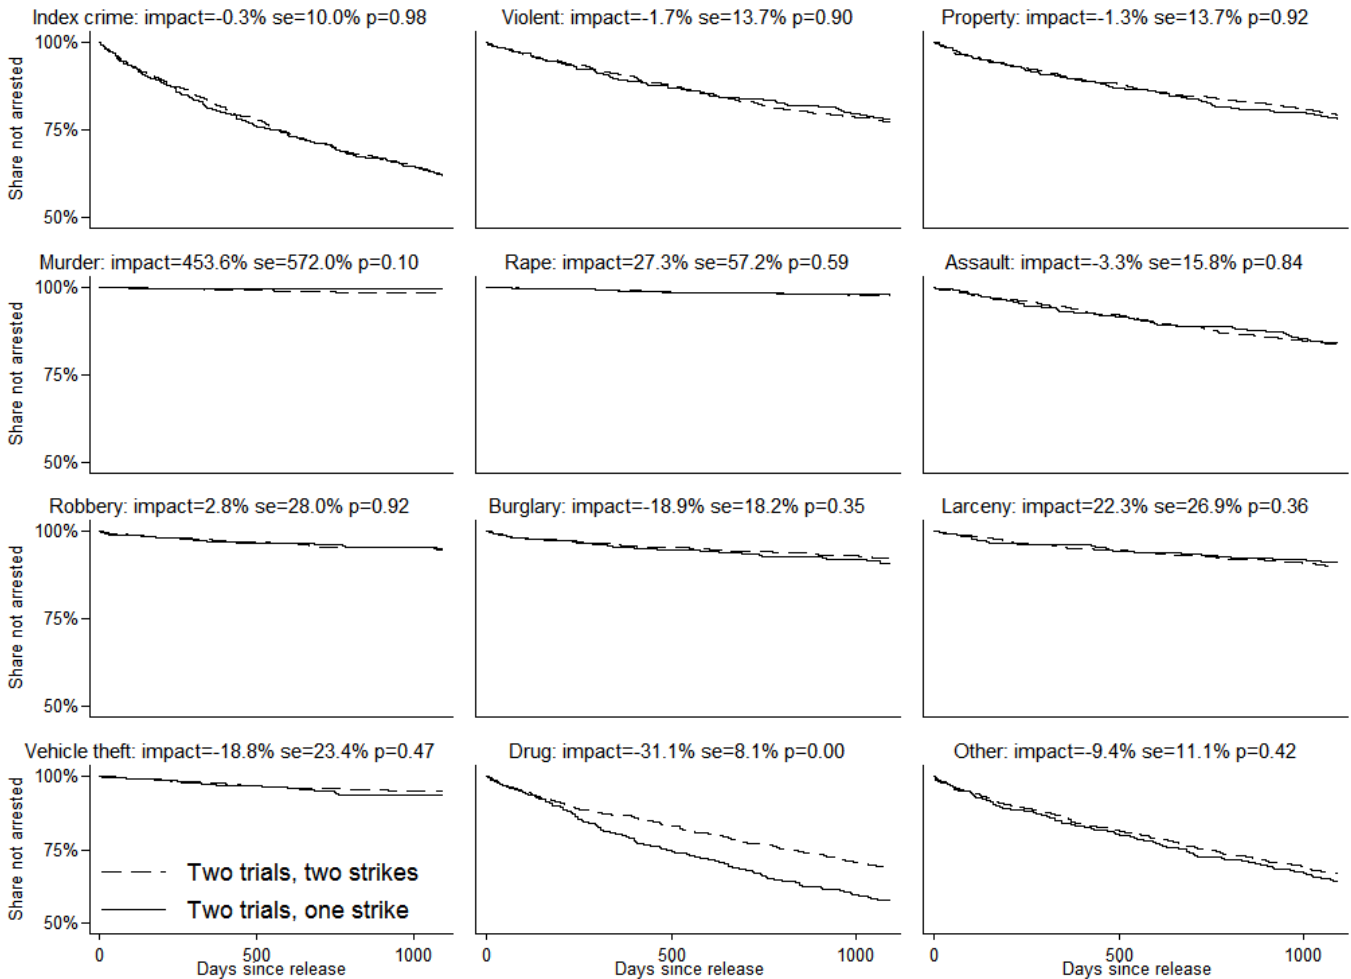 Index crime: impact=-0.3% se=10.0% p=0.98
Violent: impact=-1.7% se=13.7% p=0.90
Property: impact=-1.3% se=13.7% p=0.92
Share not arrested
100%
75%
50%
Murder: impact=453.6% se=572.0% p=0.10
Rape: impact=27.3% se=57.2% p=0.59
Assault: impact=-3.3% se=15.8% p=0.84
Share not arrested
100%
75%
50%
Robbery: impact=2.8% se=28.0% p=0.92
Burglary: impact=-18.9% se=18.2% p=0.35
Larceny: impact=22.3% se=26.9% p=0.36
Share not arrested
100%
75%
50%
Vehicle theft: impact=-18.8% se=23.4% p=0.47
Drug: impact=-31.1% se=8.1% p=0.00
Other: impact=-9.4% se=11.1% p=0.42
Share not arrested
100%
75%
50%
Two trials, two strikes
Two trials, one strike
0 500 1000
Days since release
0 500 1000
Days since release
0 500 1000
Days since release